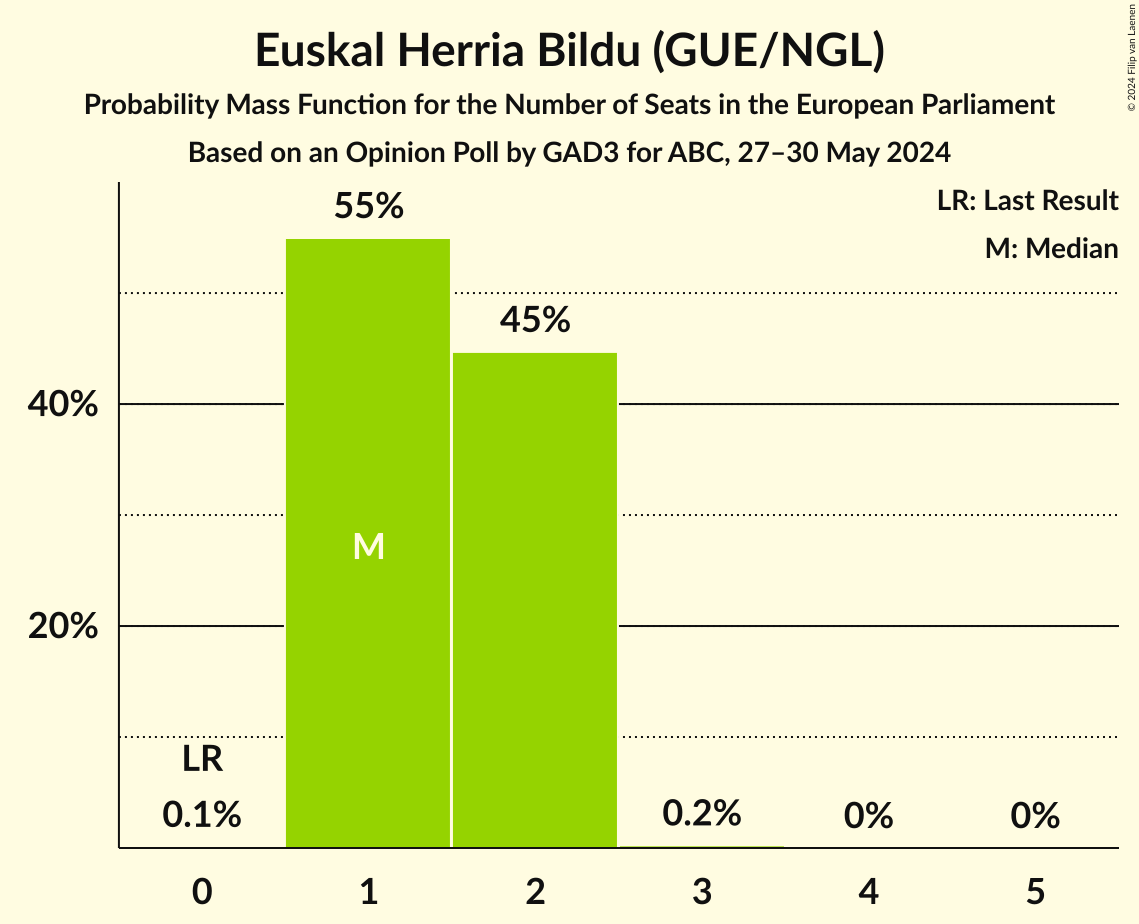 Euskal Herria Bildu (GUE/NGL)
Probability Mass Function for the Number of Seats in the European Parliament
Based on an Opinion Poll by GAD3 for ABC, 27–30 May 2024
© 2024 Filip van Laenen
LR: Last Result
M: Median
55%
45%
40%
M
20%
LR
0.1%
0.2%
0%
0%
0
1
2
3
4
5